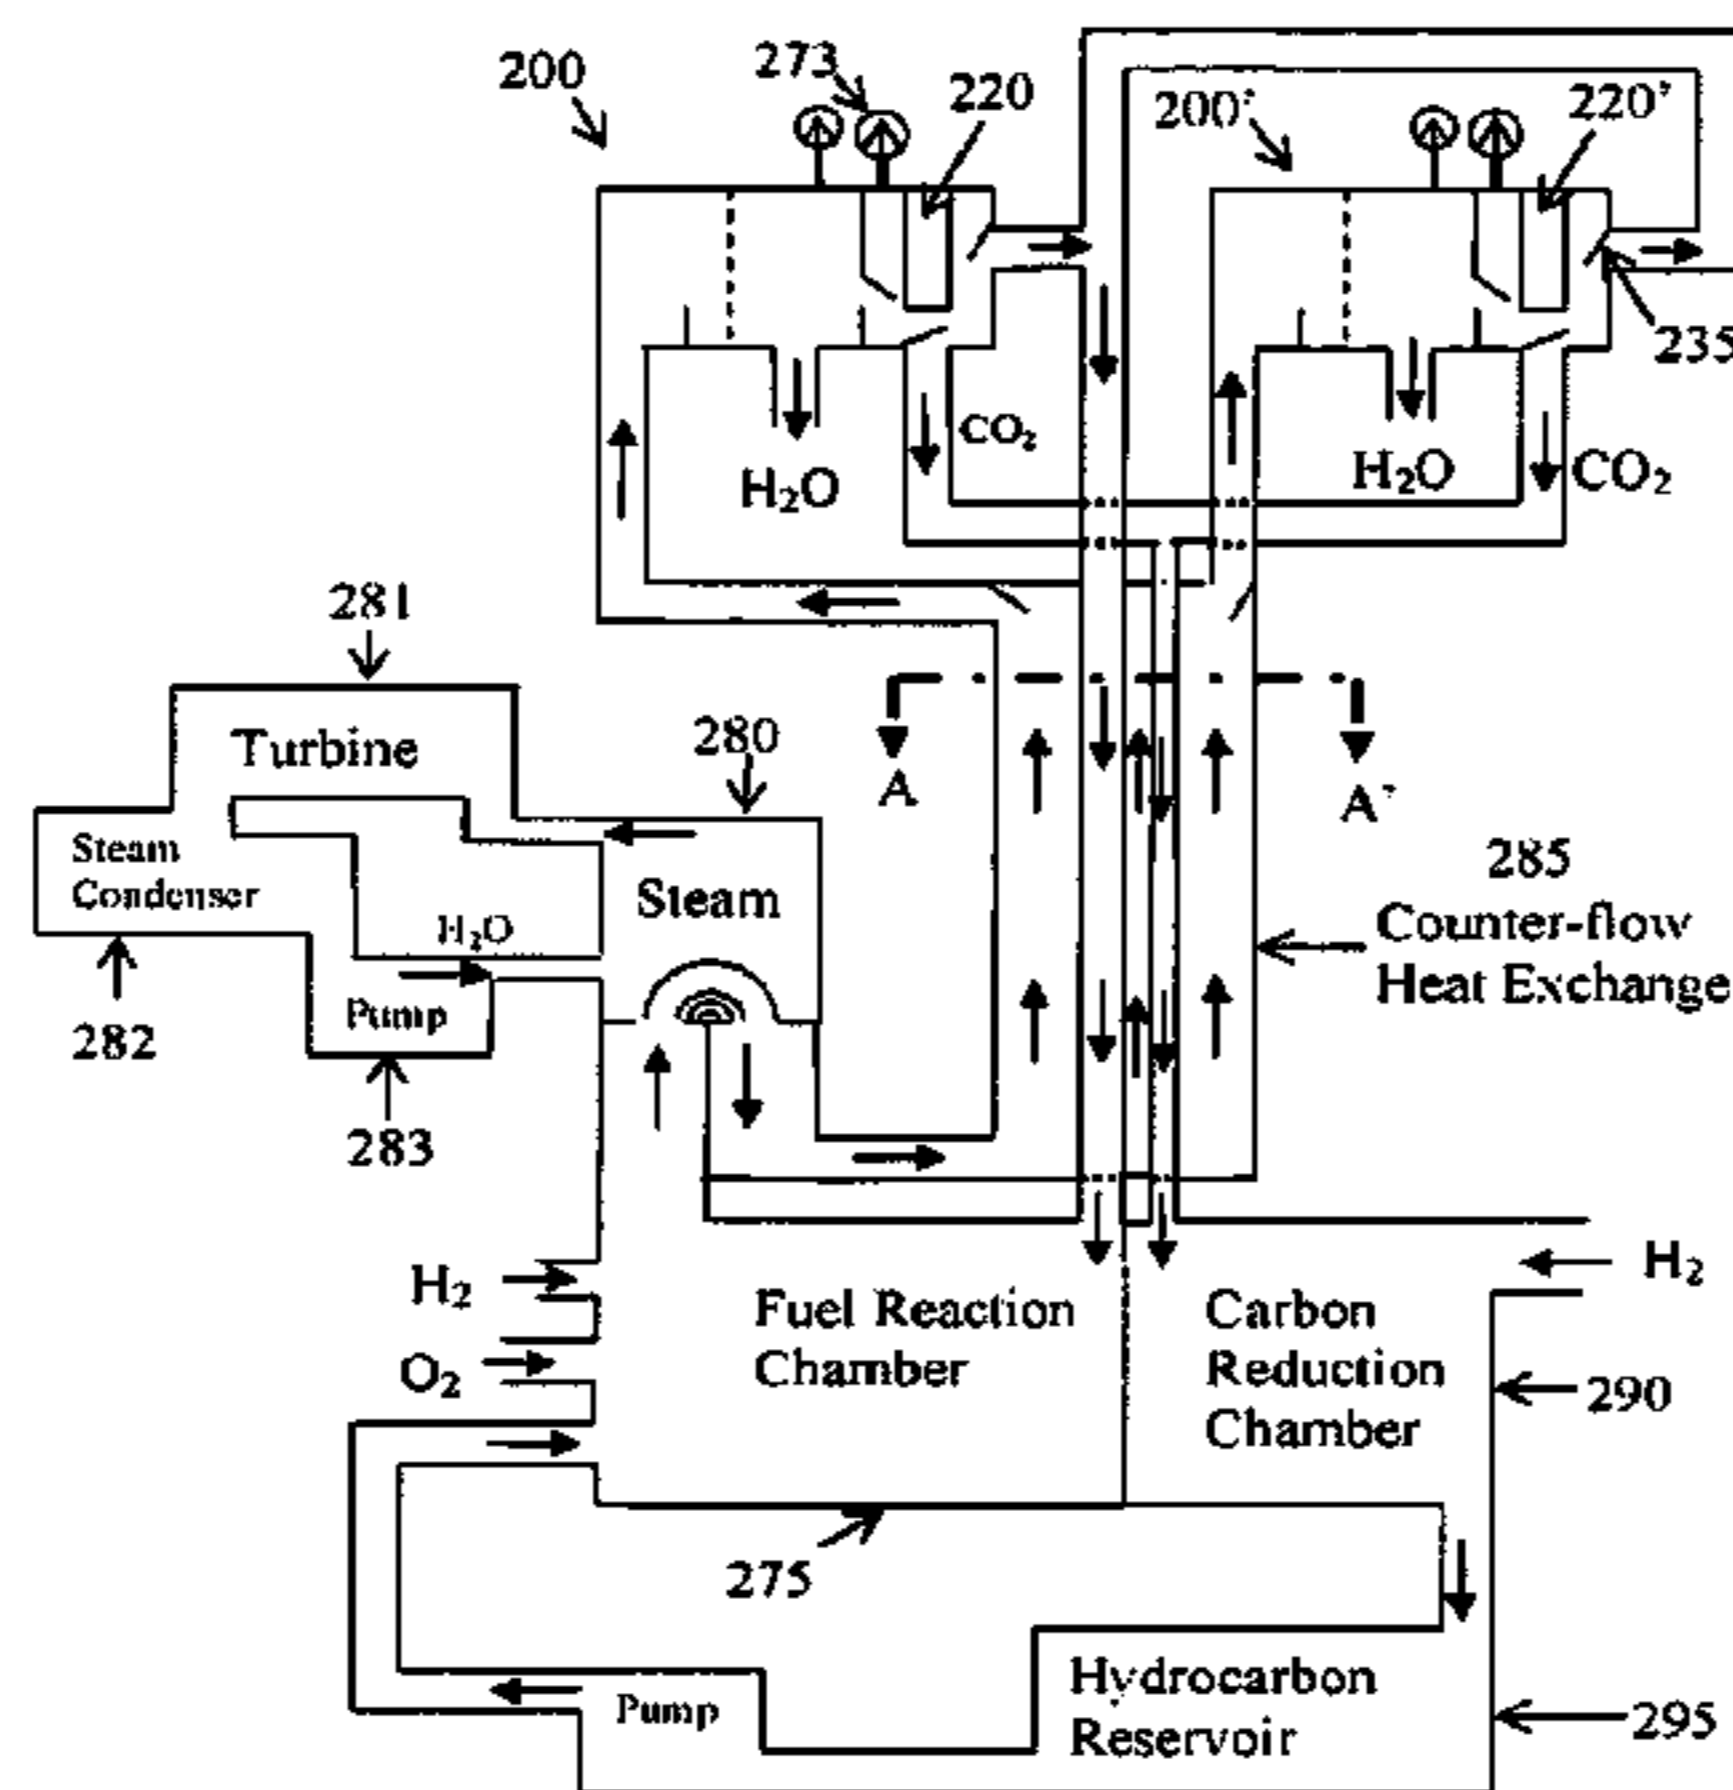 200
273
220
200'
220'
235
H₂O
CO₂
H₂O
CO₂
281
Turbine
280
A
A'
Steam
Condenser
H₂O
Steam
285
Counter-flow
Heat Exchange
282
Pump
283
H₂
O₂
Fuel Reaction
Chamber
Carbon
Reduction
Chamber
H₂
290
275
Pump
Hydrocarbon
Reservoir
295